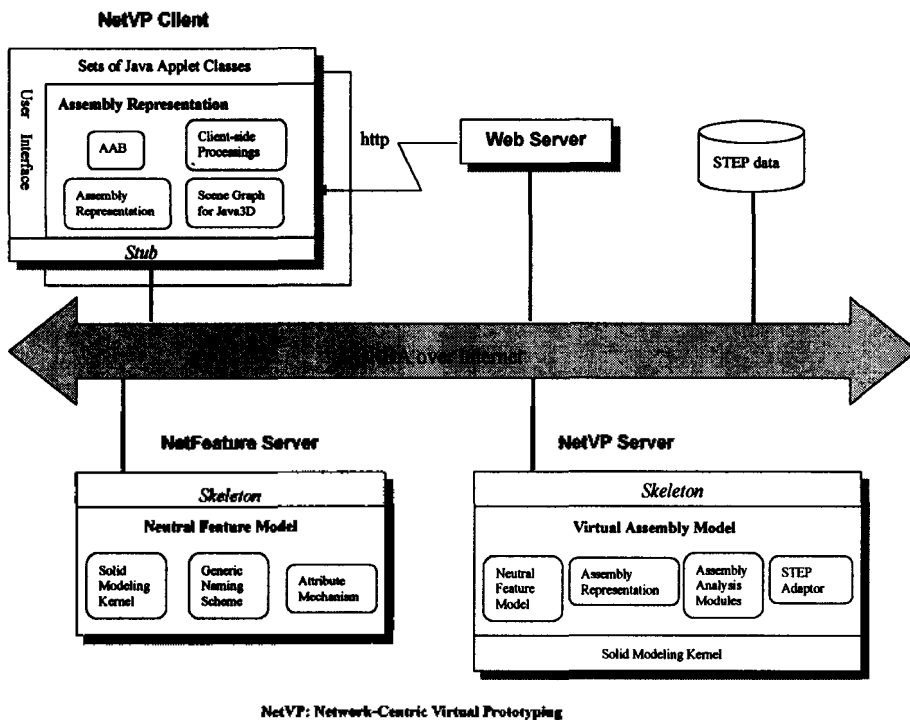 NetVP Client
Sets of Java Applet Classes
User Interface
Assembly Representation
AAB
Client-side
Processings
Assembly
Representation
Scene Graph
for Java3D
Stub
http
Web Server
STEP data
over Internet
NetFeature Server
Skeleton
Neutral Feature Model
Solid
Modeling
Kernel
Generic
Naming
Scheme
Attribute
Mechanism
NetVP Server
Skeleton
Virtual Assembly Model
Neutral
Feature
Model
Assembly
Representation
Assembly
Analysis
Modules
STEP
Adaptor
Solid Modeling Kernel
NetVP: Network-Centric Virtual Prototyping